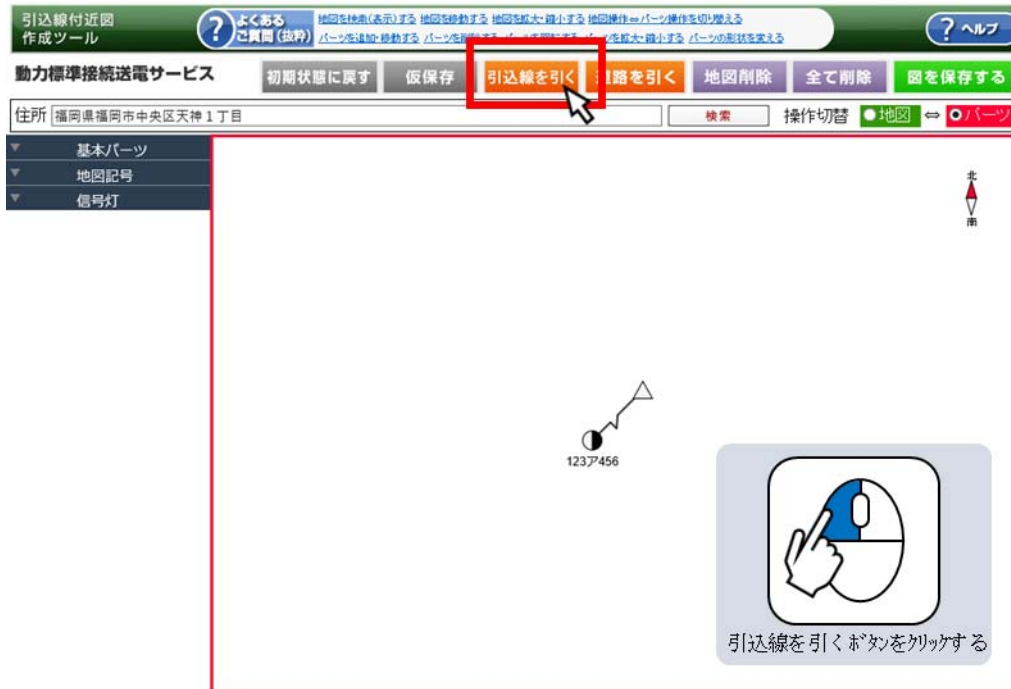 引込線付近図
作成ツール
?
よくある
ご質問(抜粋)
地図を検索(表示)する 地図を移動する 地図を拡大・縮小する 地図操作⇔パーツ操作を切り替える
パーツを追加・移動する パーツを拡大・縮小する パーツの形状を変える
? ヘルプ
動力標準接続送電サービス
初期状態に戻す 仮保存 引込線を引く 道路を引く 地図削除 全て削除 図を保存する
住所 福岡県福岡市中央区天神1丁目 検索 操作切替 地図 ⇔ パーツ
基本パーツ
地図記号
信号灯
北
南
123ア456
引込線を引くボタンをクリックする